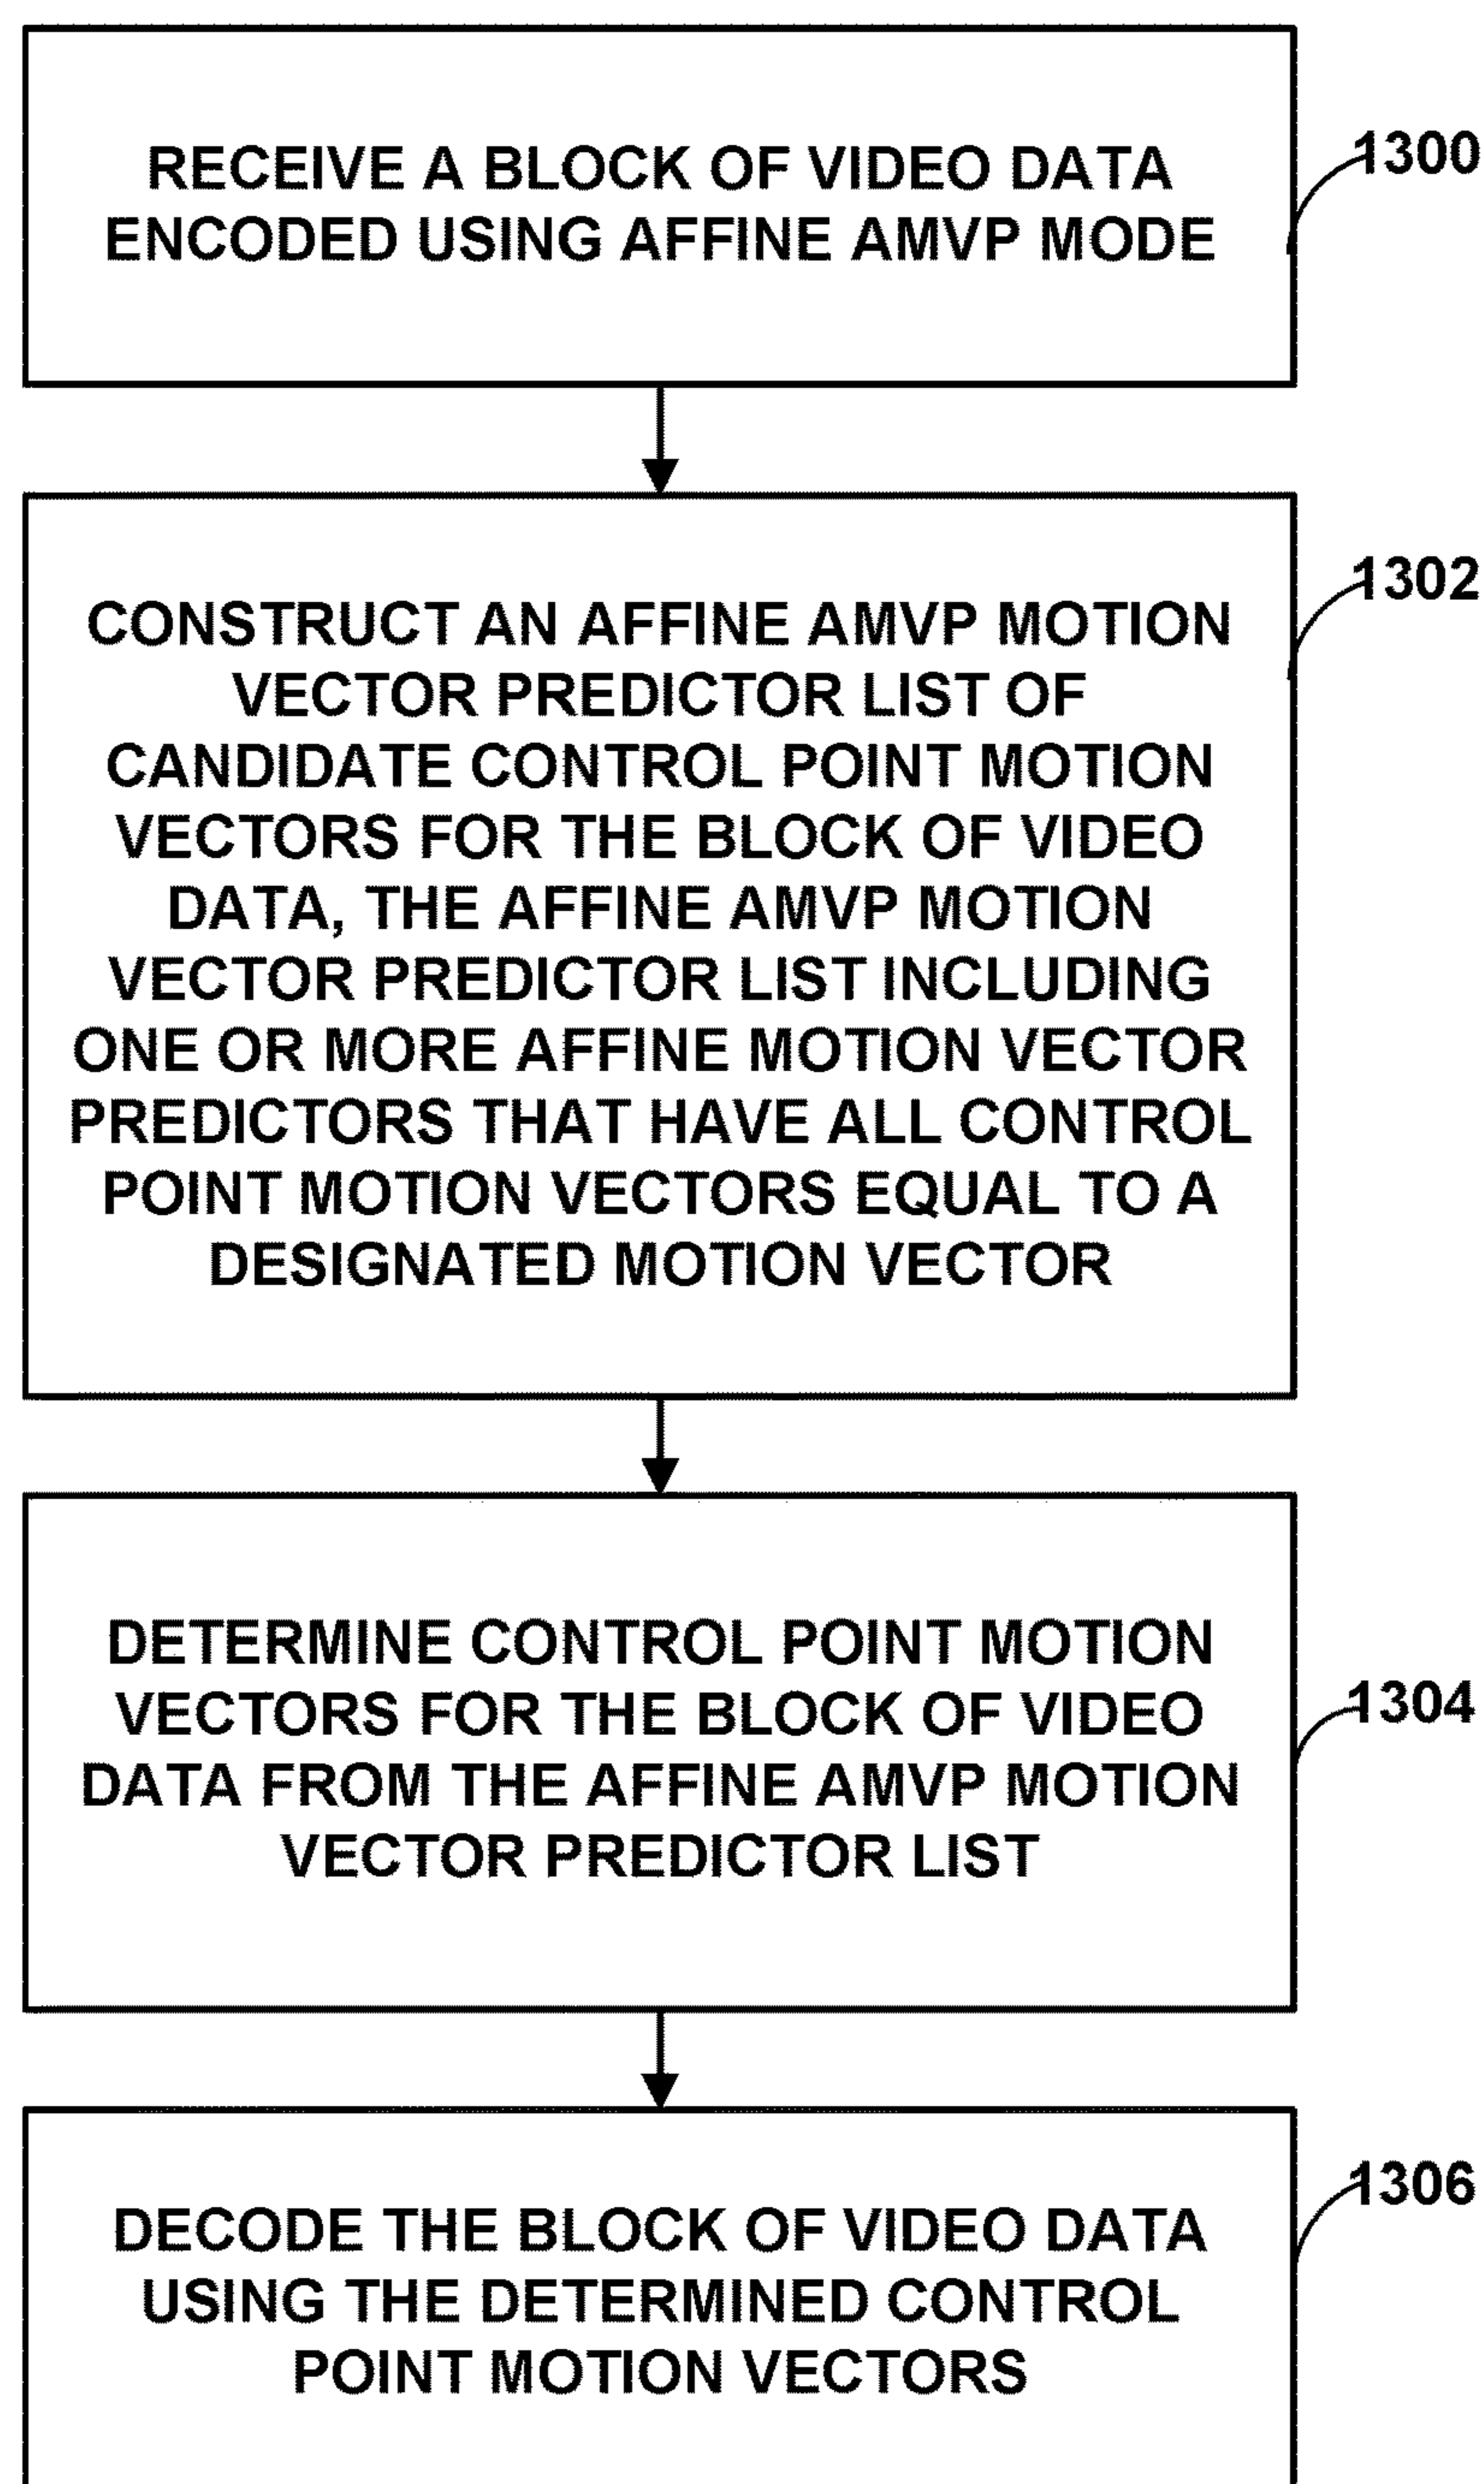 RECEIVE A BLOCK OF VIDEO DATA
ENCODED USING AFFINE AMVP MODE
1300
CONSTRUCT AN AFFINE AMVP MOTION
VECTOR PREDICTOR LIST OF
CANDIDATE CONTROL POINT MOTION
VECTORS FOR THE BLOCK OF VIDEO
DATA, THE AFFINE AMVP MOTION
VECTOR PREDICTOR LIST INCLUDING
ONE OR MORE AFFINE MOTION VECTOR
PREDICTORS THAT HAVE ALL CONTROL
POINT MOTION VECTORS EQUAL TO A
DESIGNATED MOTION VECTOR
1302
DETERMINE CONTROL POINT MOTION
VECTORS FOR THE BLOCK OF VIDEO
DATA FROM THE AFFINE AMVP MOTION
VECTOR PREDICTOR LIST
1304
DECODE THE BLOCK OF VIDEO DATA
USING THE DETERMINED CONTROL
POINT MOTION VECTORS
1306